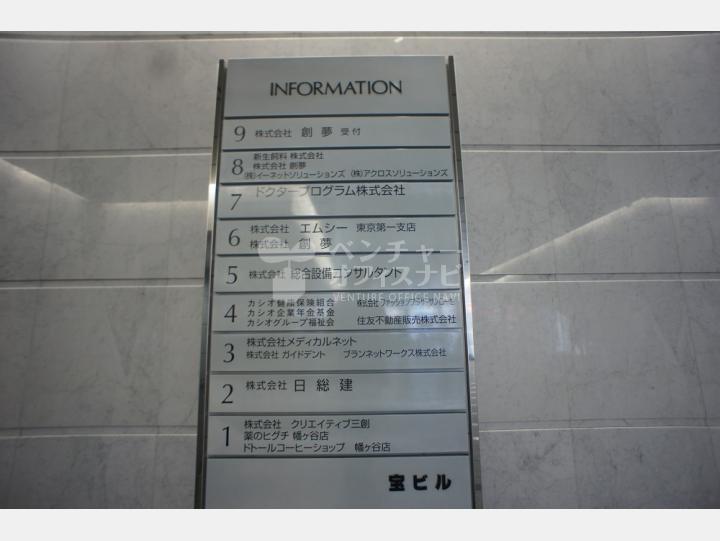 INFORMATION
9 株式会社 創夢 受付
新生飼料 株式会社
8 株式会社 創夢
(株)イーネットソリューションズ (株)アクロスソリューションズ
7 ドクタープログラム株式会社
6 株式会社 エムシー 東京第一支店
株式会社 創夢
5 株式会社 総合設備コンサルタント
カシオ健康保険組合 株式会社
4 カシオ企業年金基金
カシオグループ福祉会 住友不動産販売株式会社
3 株式会社メディカルネット
株式会社 ガイドデント ブランネットワークス株式会社
2 株式会社 日総建
株式会社 クリエイティブ三創
1 薬のヒグチ 幡ヶ谷店
ドトールコーヒーショップ 幡ヶ谷店
宝ビル
ベンチャー
オフィスナビ
VENTURE OFFICE NAVI